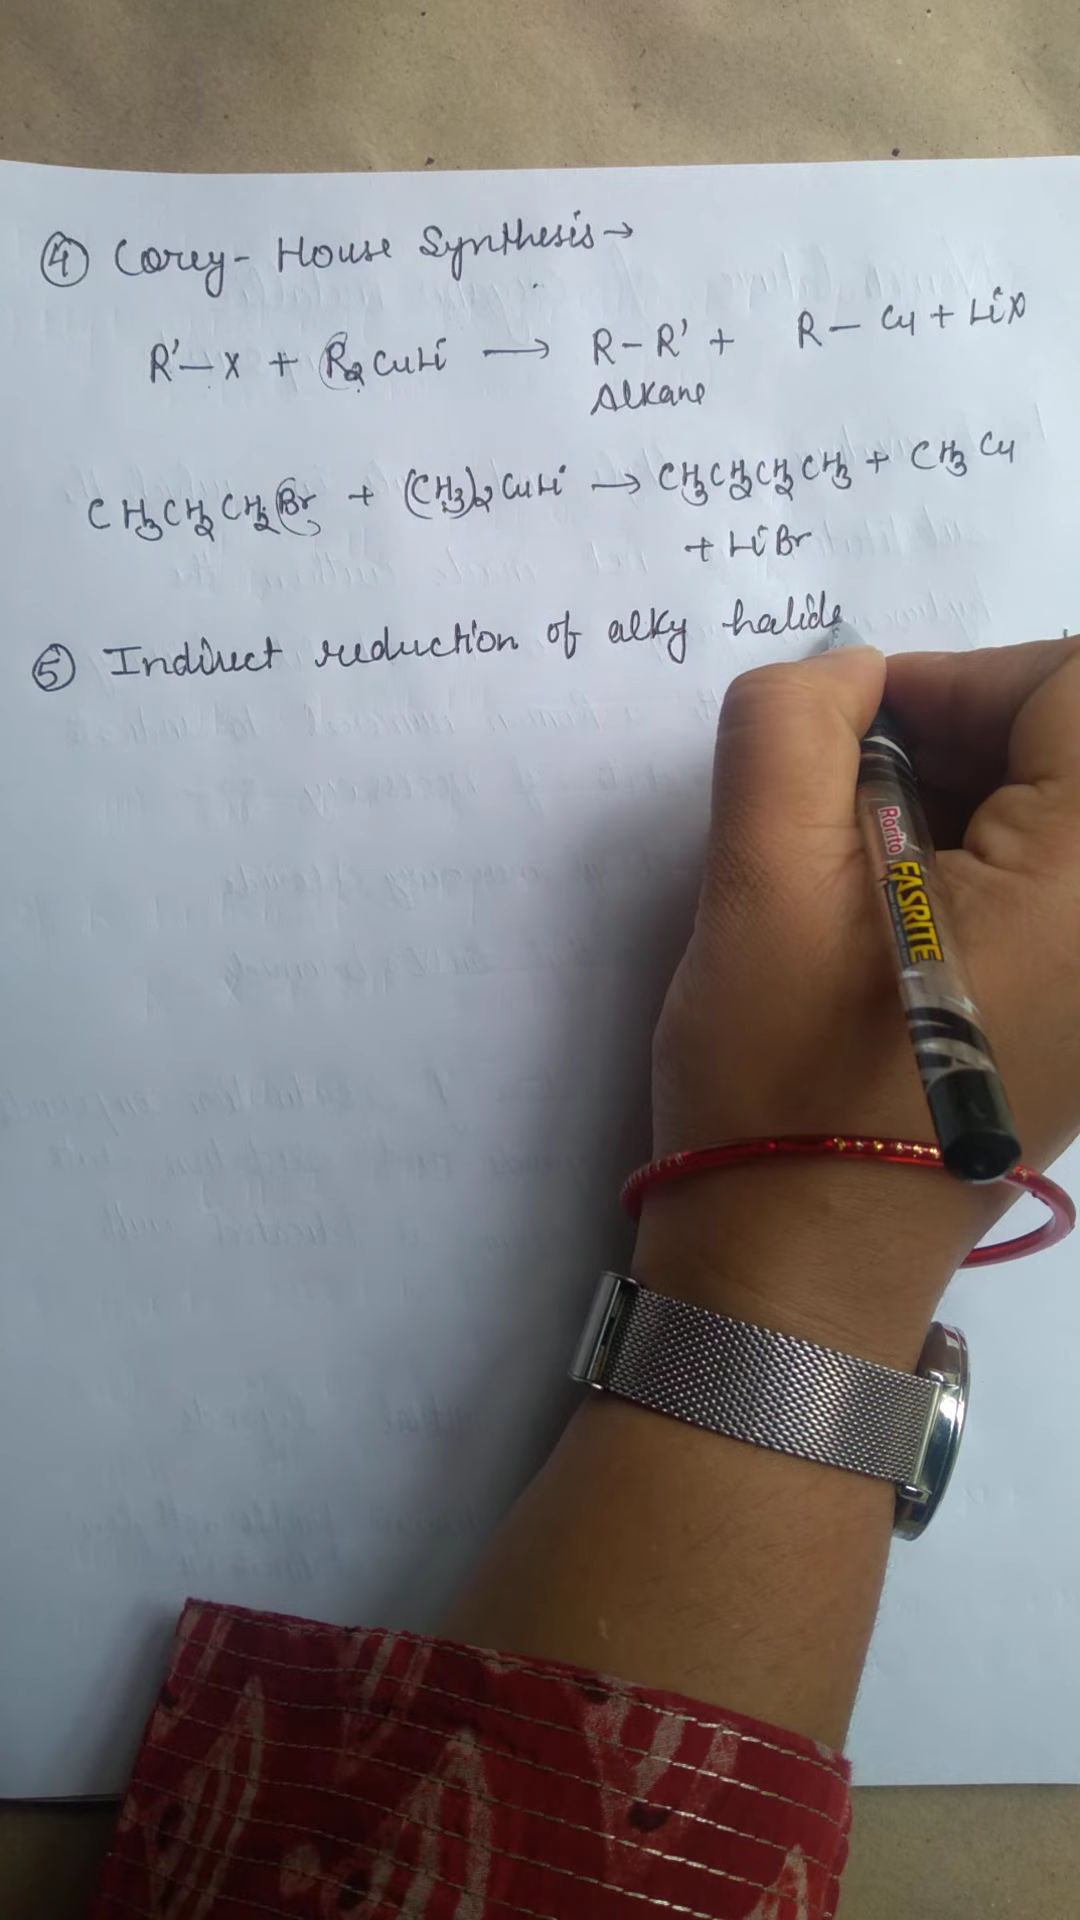 ④ Corey-House Synthesis →
R'-X + R₂CuLi → R-R' + R-Cu + LiX
Alkane
CH₃CH₂CH₂Br + (CH₃)₂CuLi → CH₃CH₂CH₂CH₃ + CH₃Cu
+ LiBr
⑤ Indirect reduction of alky halide
Rorito FASRITE